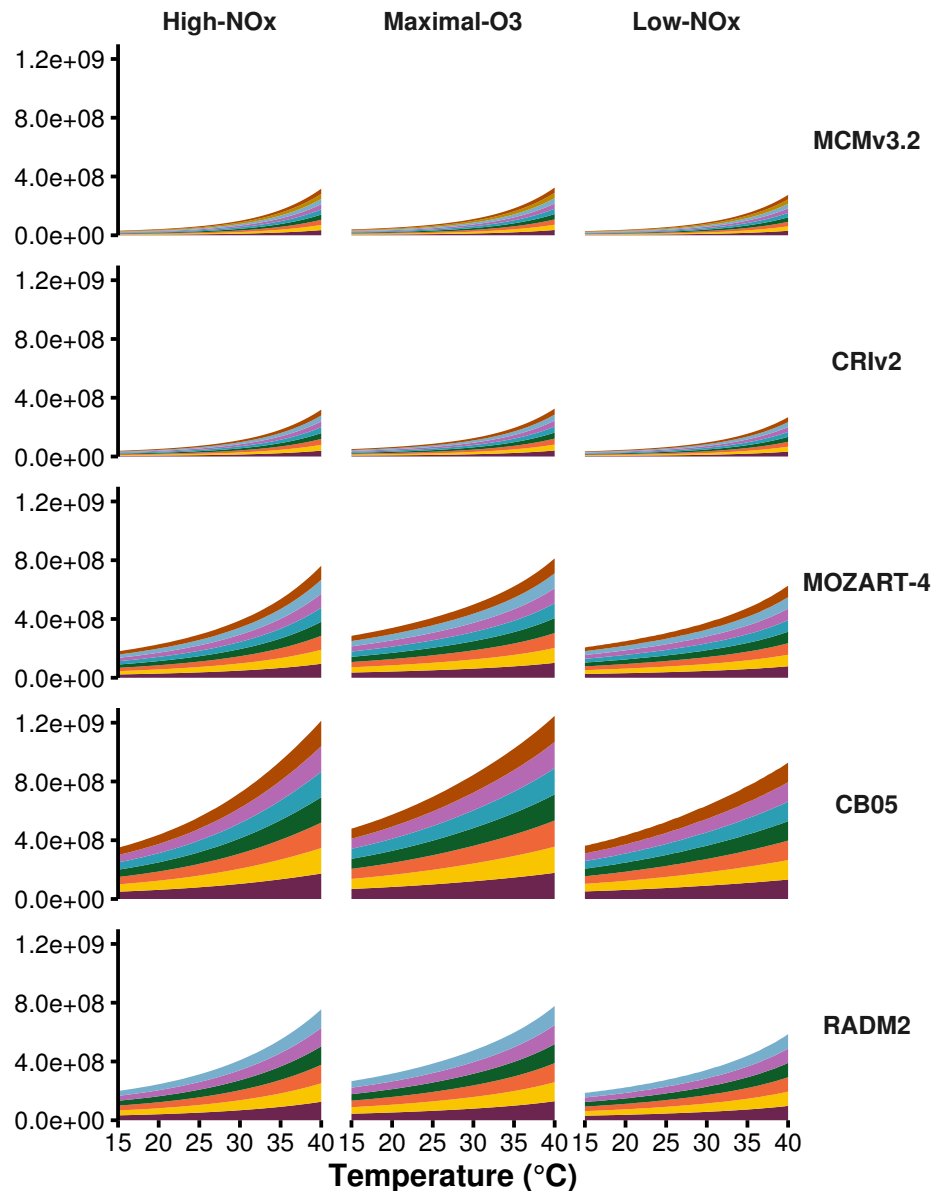 High-NOx Maximal-O3 Low-NOx
1.2e+09
8.0e+08
4.0e+08
0.0e+00
MCMv3.2
1.2e+09
8.0e+08
4.0e+08
0.0e+00
CRIv2
1.2e+09
8.0e+08
4.0e+08
0.0e+00
MOZART-4
1.2e+09
8.0e+08
4.0e+08
0.0e+00
CB05
1.2e+09
8.0e+08
4.0e+08
0.0e+00
RADM2
15 20 25 30 35 40 15 20 25 30 35 40 15 20 25 30 35 40
Temperature (°C)